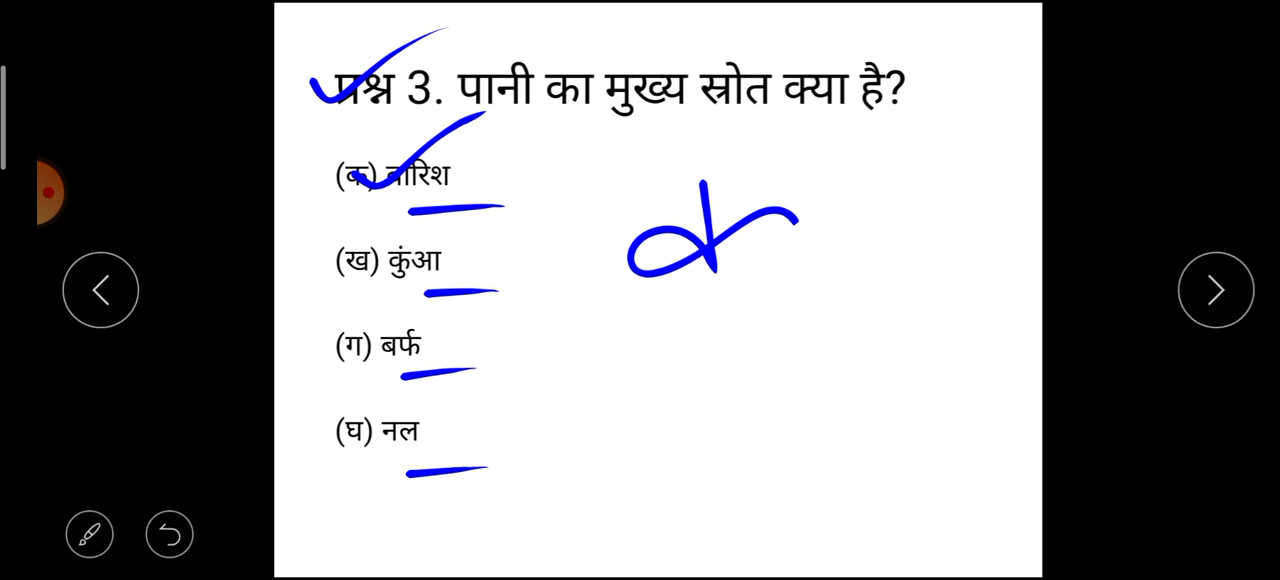 प्रश्न 3. पानी का मुख्य स्रोत क्या है?
(क) बारिश
(ख) कुंआ
(ग) बर्फ
(घ) नल
क